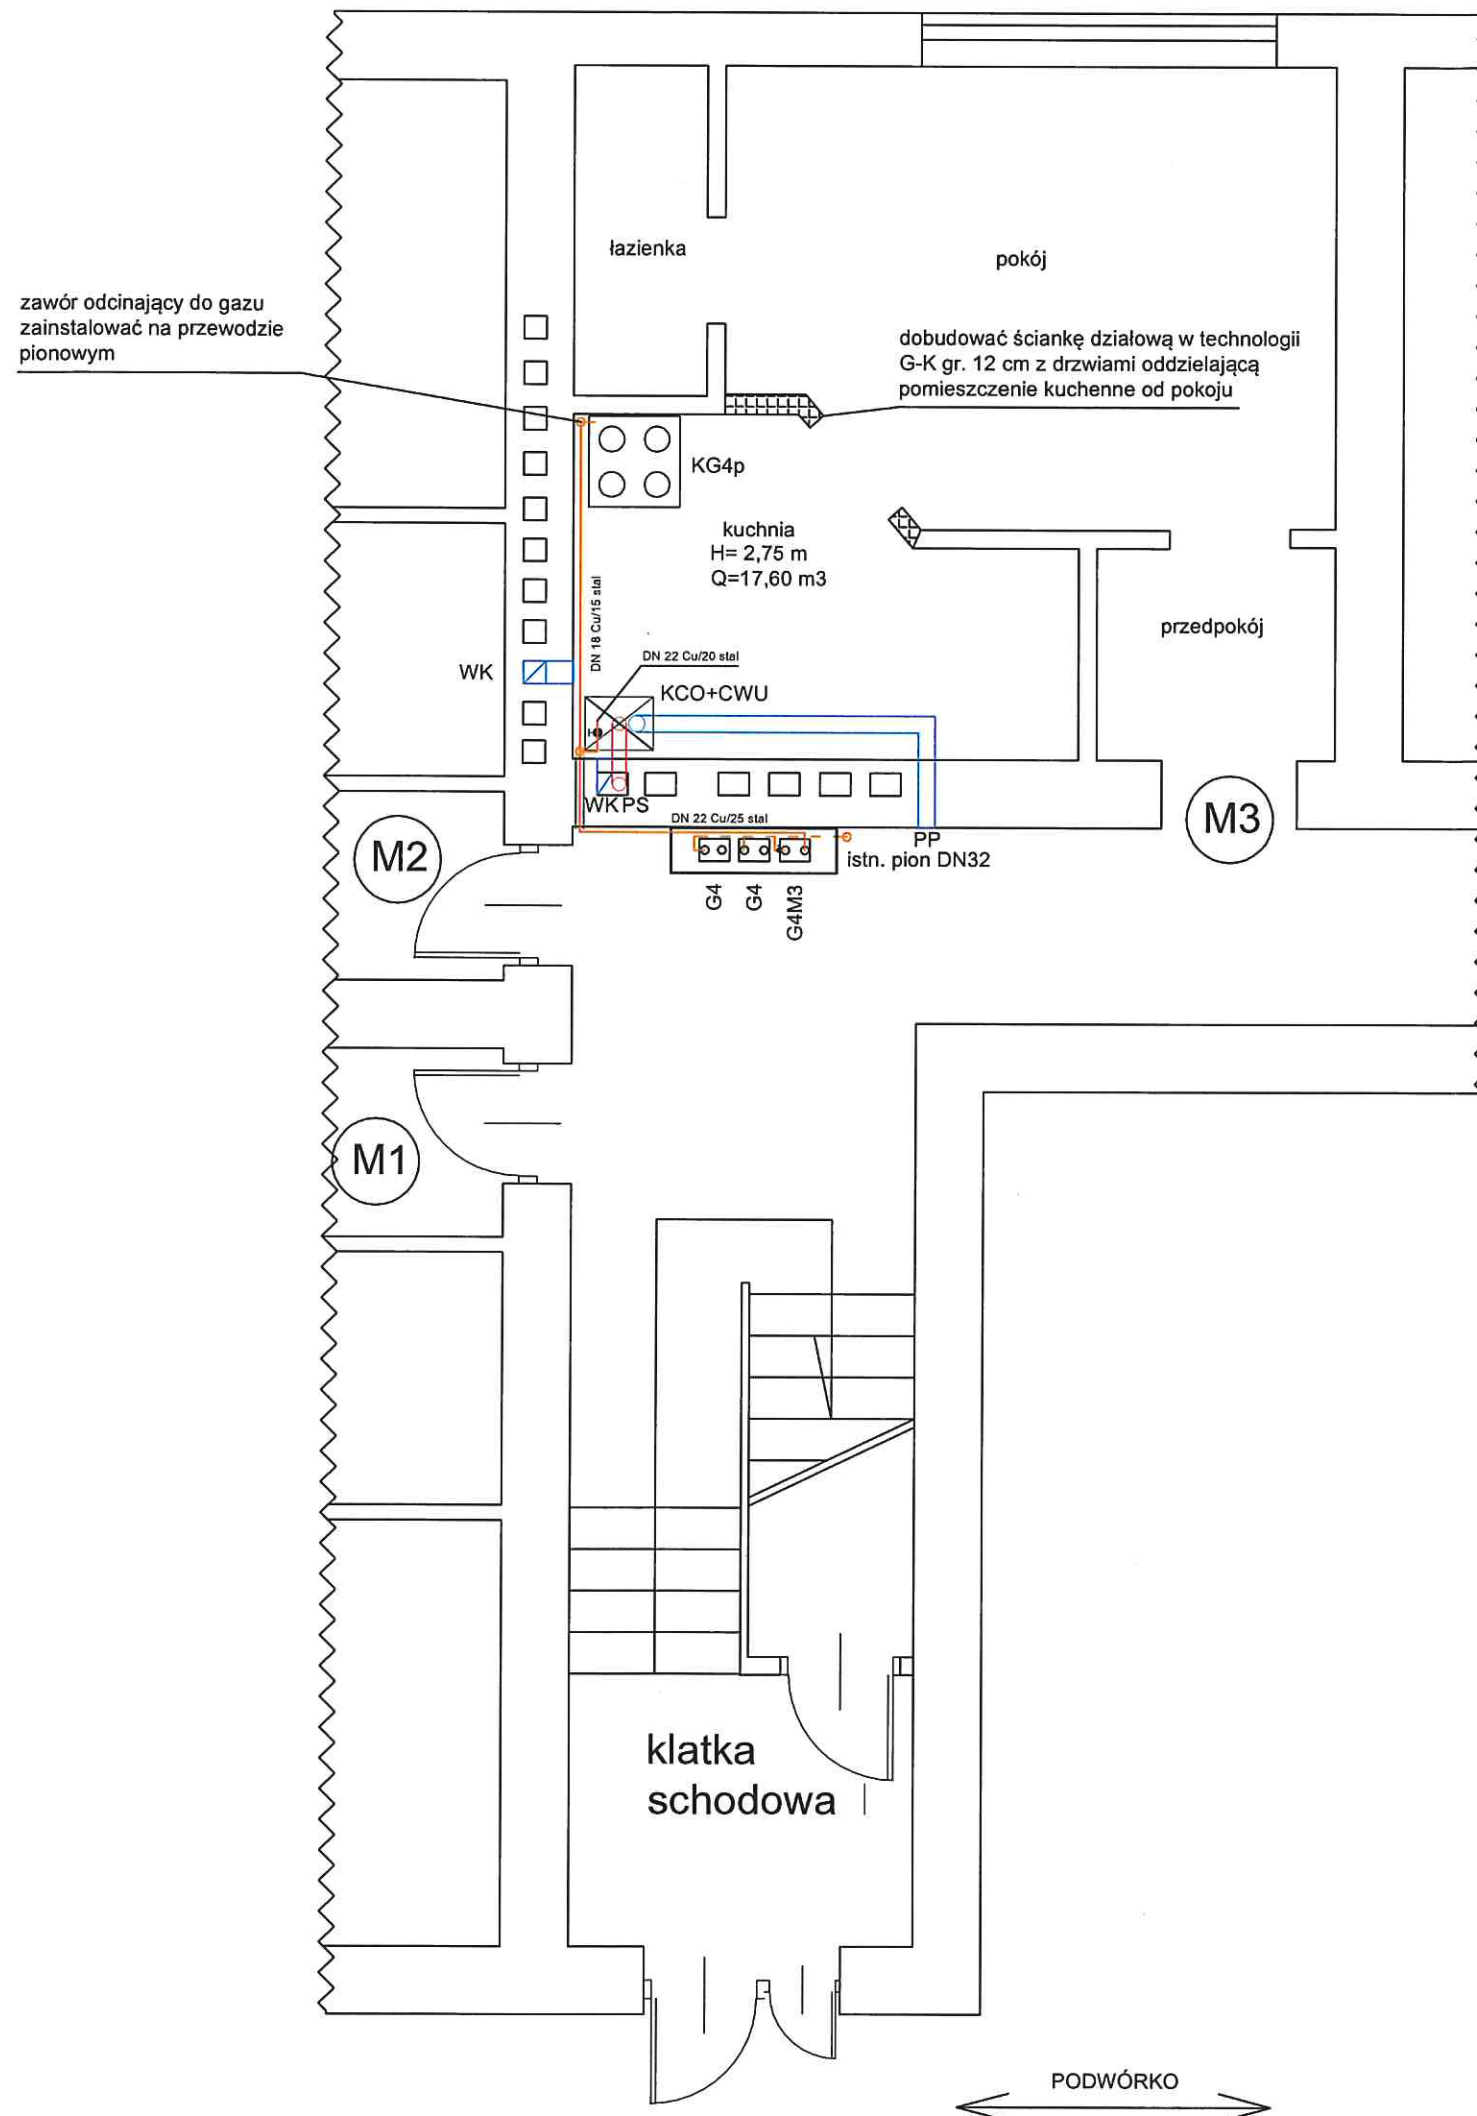 łazienka
pokój
zawór odcinający do gazu
zainstalować na przewodzie
pionowym
dobudować ściankę działową w technologii
G-K gr. 12 cm z drzwiami oddzielającą
pomieszczenie kuchenne od pokoju
KG4p
kuchnia
H= 2,75 m
Q=17,60 m3
DN 18 Cu/15 stal
przedpokój
DN 22 Cu/20 stal
WK
KCO+CWU
WKPS
DN 22 Cu/25 stal
M3
PP
istn. pion DN32
M2
G4
G4
G4M3
M1
klatka
schodowa
PODWÓRKO